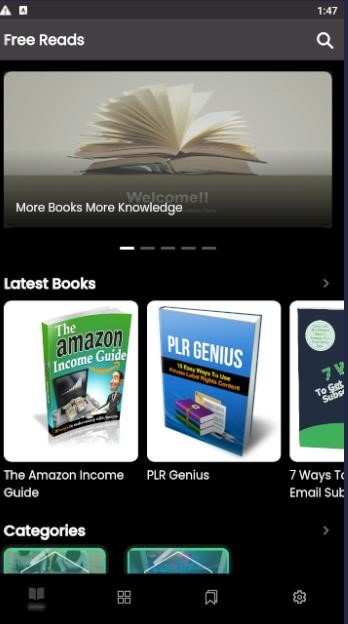 1:47
Free Reads
Welcome!!
More Books More Knowledge
Latest Books
The
amazon
Income Guide
PLR GENIUS
15 Easy Ways To Use
Private Label Rights Content
7 W
To Get
Subs
The Amazon Income
Guide
PLR Genius
7 Ways To
Email Sub
Categories